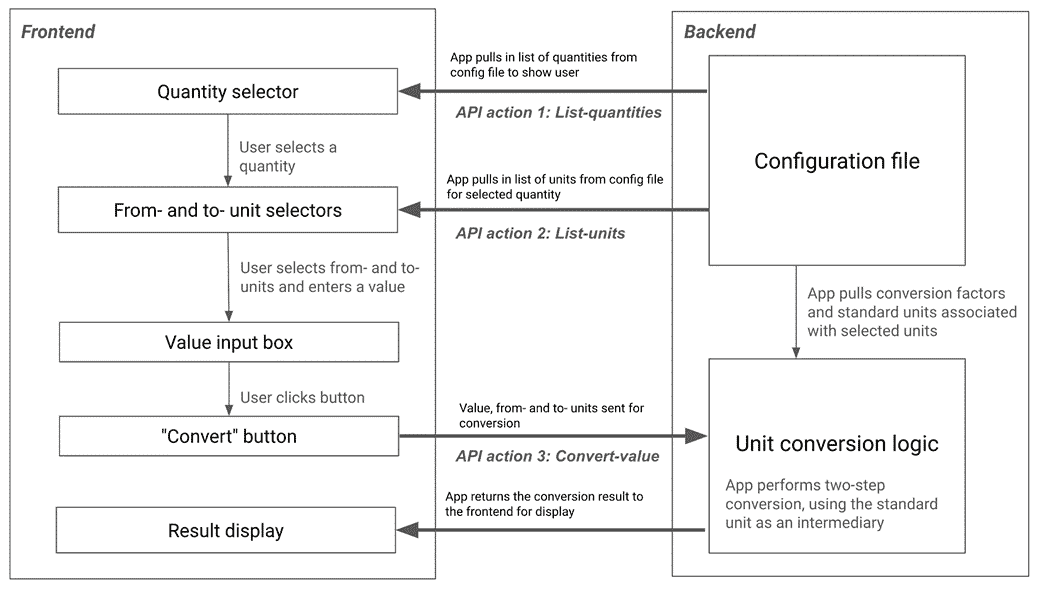 Frontend
Quantity selector
User selects a
quantity
From- and to- unit selectors
User selects from- and to-
units and enters a value
Value input box
User clicks button
"Convert" button
Result display
App pulls in list of quantities from
config file to show user
API action 1: List-quantities
App pulls in list of units from config file
for selected quantity
API action 2: List-units
Value, from- and to- units sent for
conversion
API action 3: Convert-value
App returns the conversion result to
the frontend for display
Backend
Configuration file
App pulls conversion factors
and standard units associated
with selected units
Unit conversion logic
App performs two-step
conversion, using the standard
unit as an intermediary